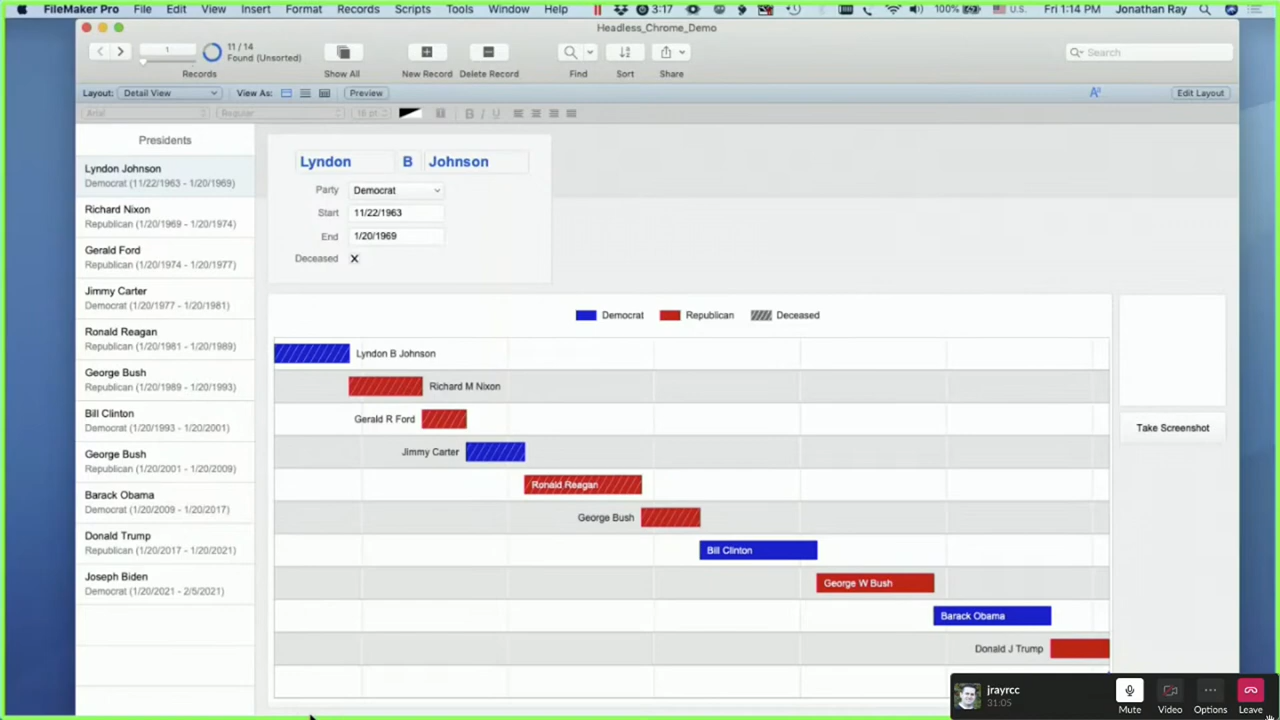 FileMaker Pro File Edit View Insert Format Records Scripts Tools Window Help 3:17 100% U.S. Fri 1:14 PM Jonathan Ray
Headless_Chrome_Demo
1 11 / 14
Found (Unsorted)
Search
Records Show All New Record Delete Record Find Sort Share
Layout: Detail View View As: Preview Edit Layout
Arial Regular 18 pt B I U
Presidents
Lyndon Johnson
Democrat (11/22/1963 - 1/20/1969)
Richard Nixon
Republican (1/20/1969 - 1/20/1974)
Gerald Ford
Republican (1/20/1974 - 1/20/1977)
Jimmy Carter
Democrat (1/20/1977 - 1/20/1981)
Ronald Reagan
Republican (1/20/1981 - 1/20/1989)
George Bush
Republican (1/20/1989 - 1/20/1993)
Bill Clinton
Democrat (1/20/1993 - 1/20/2001)
George Bush
Republican (1/20/2001 - 1/20/2009)
Barack Obama
Democrat (1/20/2009 - 1/20/2017)
Donald Trump
Republican (1/20/2017 - 1/20/2021)
Joseph Biden
Democrat (1/20/2021 - 2/5/2021)
Lyndon B Johnson
Party Democrat
Start 11/22/1963
End 1/20/1969
Deceased X
Democrat Republican Deceased
Lyndon B Johnson
Richard M Nixon
Gerald R Ford
Jimmy Carter
Ronald Reagan
George Bush
Bill Clinton
George W Bush
Barack Obama
Donald J Trump
Take Screenshot
jrayrcc
31:05
Mute Video Options Leave